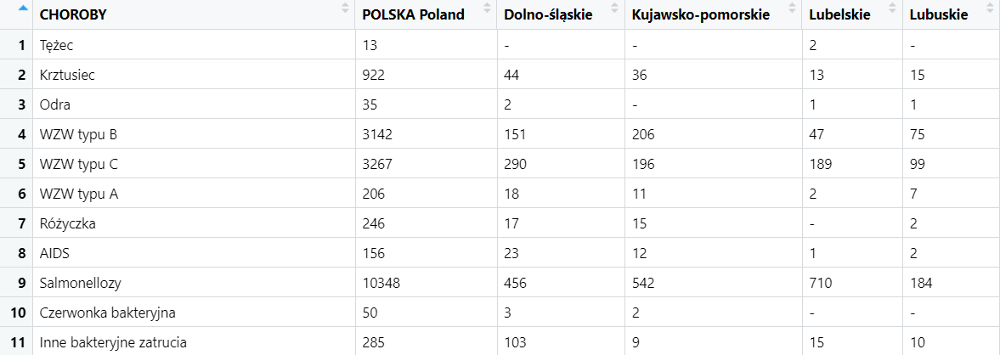 CHOROBY POLSKA Poland Dolno-śląskie Kujawsko-pomorskie Lubelskie Lubuskie
1 Tężec 13 - - 2 -
2 Krztusiec 922 44 36 13 15
3 Odra 35 2 - 1 1
4 WZW typu B 3142 151 206 47 75
5 WZW typu C 3267 290 196 189 99
6 WZW typu A 206 18 11 2 7
7 Różyczka 246 17 15 - 2
8 AIDS 156 23 12 1 2
9 Salmonellozy 10348 456 542 710 184
10 Czerwonka bakteryjna 50 3 2 - -
11 Inne bakteryjne zatrucia 285 103 9 15 10